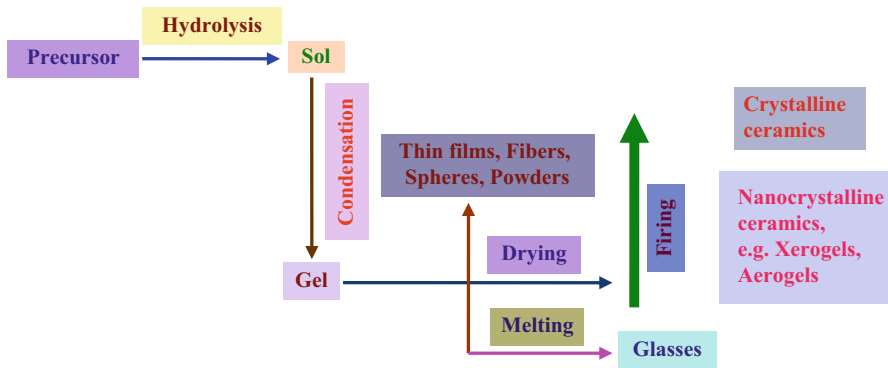 Hydrolysis
Precursor
Sol
Condensation
Crystalline
ceramics
Thin films, Fibers,
Spheres, Powders
Firing
Nanocrystalline
ceramics,
e.g. Xerogels,
Aerogels
Drying
Gel
Melting
Glasses